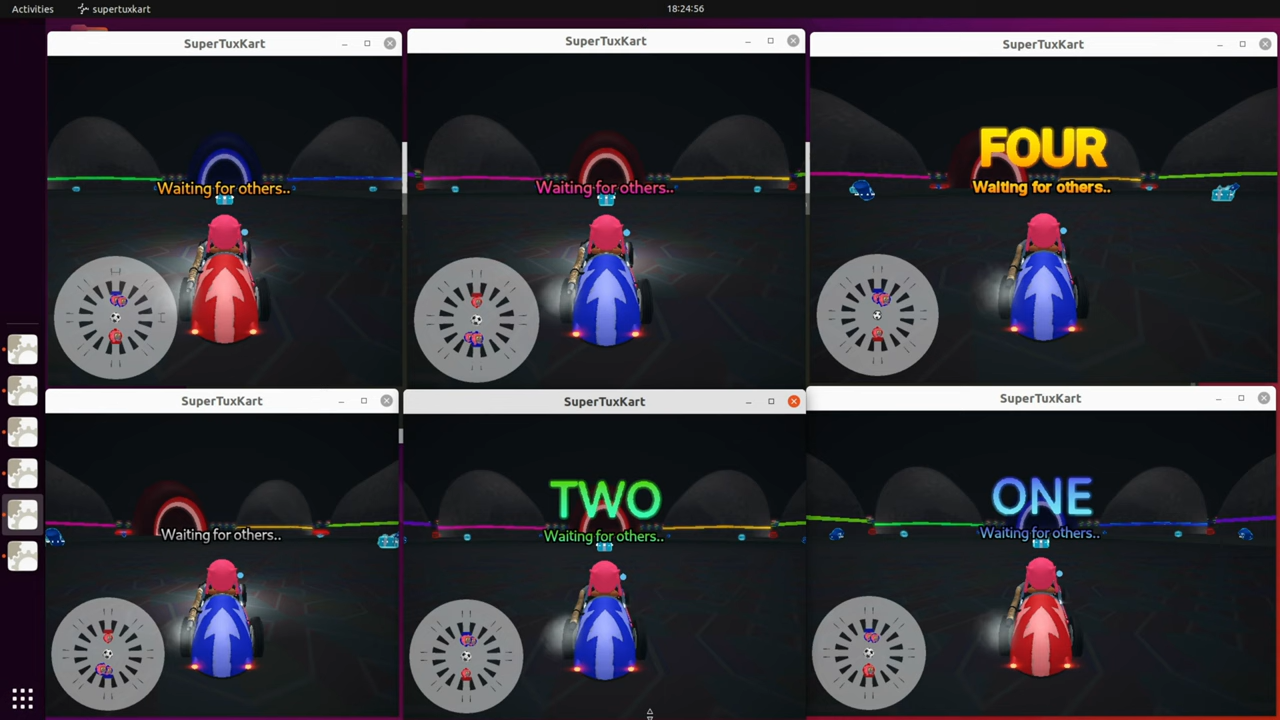 Activities
supertuxkart
18:24:56
SuperTuxKart
SuperTuxKart
SuperTuxKart
Waiting for others..
Waiting for others..
FOUR
Waiting for others..
SuperTuxKart
SuperTuxKart
SuperTuxKart
Waiting for others..
TWO
Waiting for others..
ONE
Waiting for others..